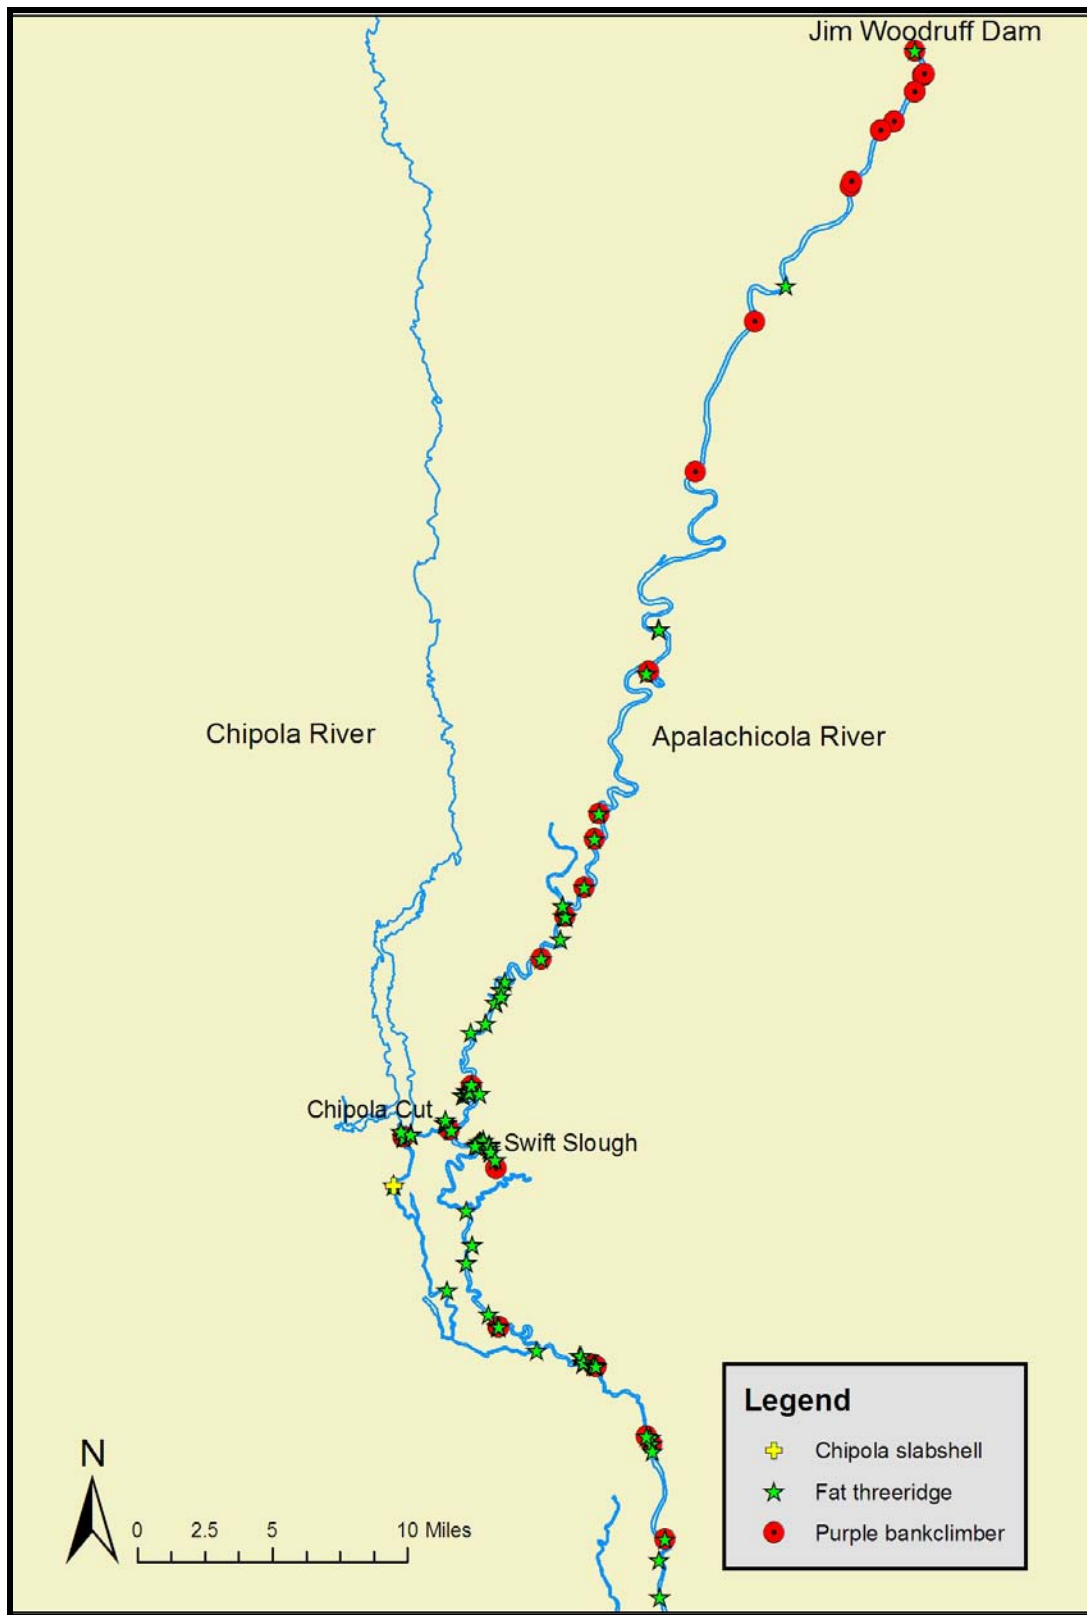 Jim Woodruff Dam
Chipola River
Apalachicola River
Chipola Cut
Swift Slough
Legend
Chipola slabshell
Fat threeridge
Purple bankclimber
N
0 2.5 5 10 Miles